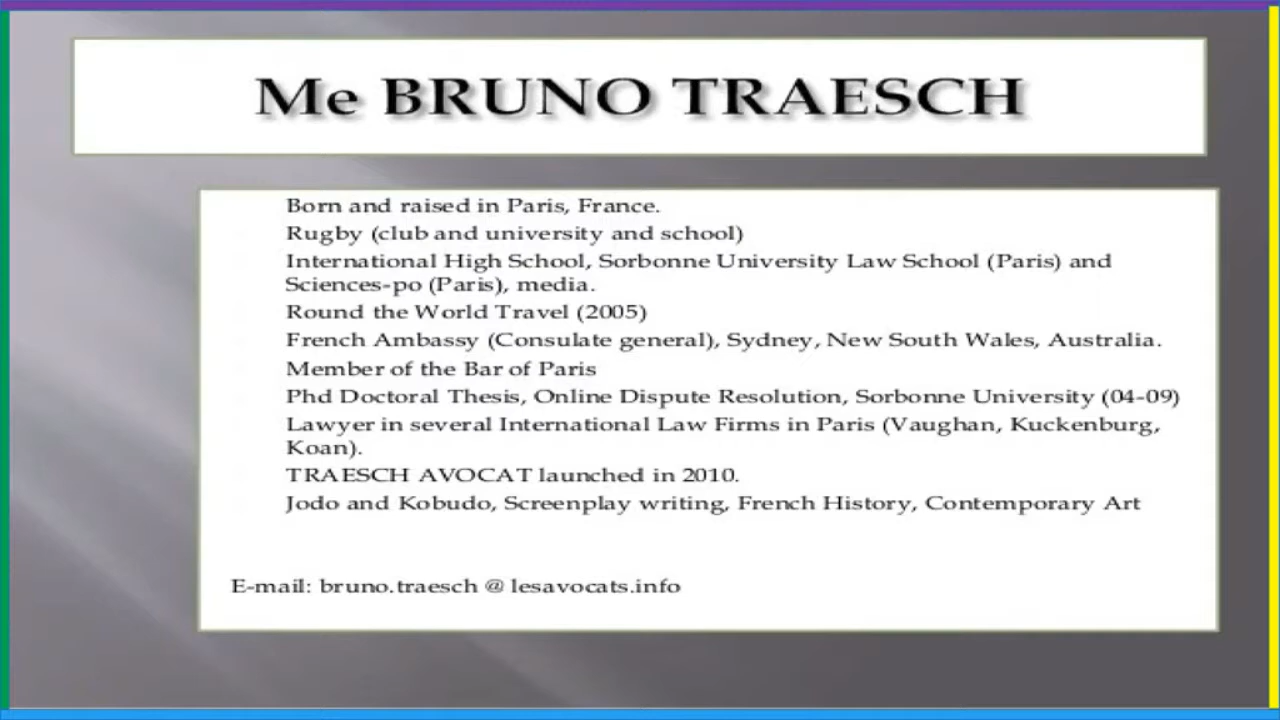 Me BRUNO TRAESCH
Born and raised in Paris, France.
Rugby (club and university and school)
International High School, Sorbonne University Law School (Paris) and
Sciences-po (Paris), media.
Round the World Travel (2005)
French Ambassy (Consulate general), Sydney, New South Wales, Australia.
Member of the Bar of Paris
Phd Doctoral Thesis, Online Dispute Resolution, Sorbonne University (04-09)
Lawyer in several International Law Firms in Paris (Vaughan, Kuckenburg,
Koan).
TRAESCH AVOCAT launched in 2010.
Jodo and Kobudo, Screenplay writing, French History, Contemporary Art
E-mail: bruno.traesch @ lesavocats.info